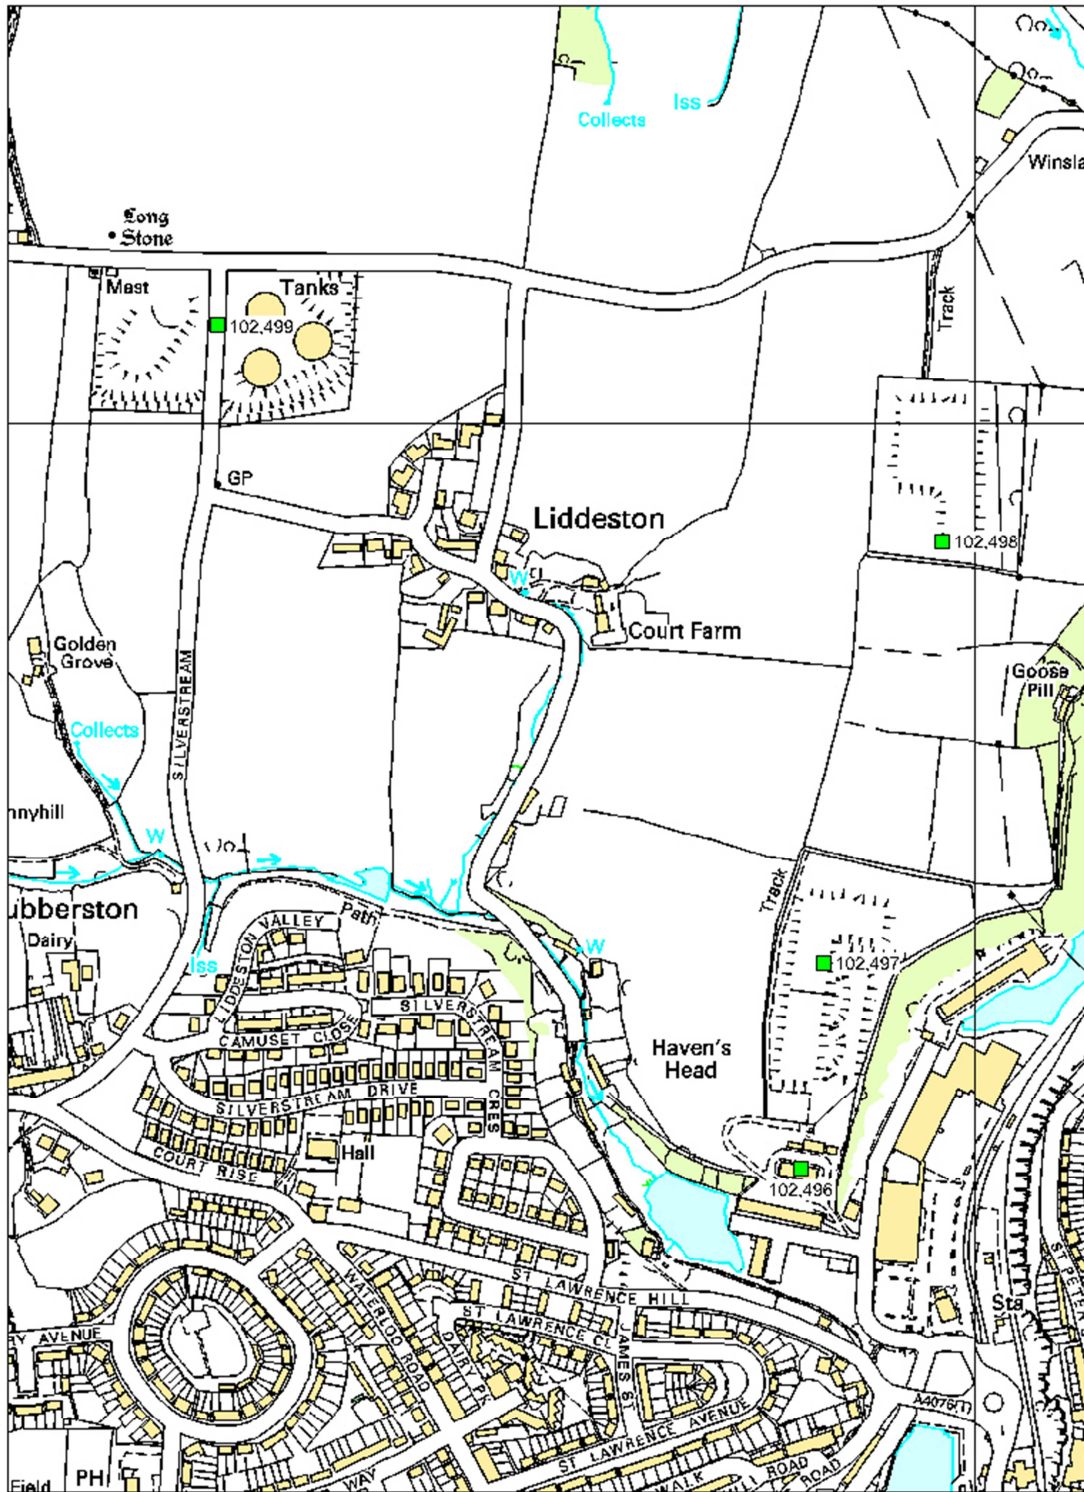 Iss
Collects
Winsla
Long
Stone
Mast
Tanks
102,499
Track
GP
Liddeston
102,498
W
Court Farm
Golden
Grove
Goose
Pill
SILVERSTREAM
Collects
nnyhill
W
Track
ubberston
Path
Dairy
LIDDESTON VALLEY
W
Iss
102,497
SILVERSTREAM CRES
CAMUSET CLOSE
Haven's
Head
SILVERSTREAM DRIVE
Hall
COURT RISE
102,496
ST LAWRENCE HILL
WATERLOO ROAD
Sta
ST LAWRENCE CL
JAMES ST
RY AVENUE
DAIRY PK
A4076(T)
ST LAWRENCE AVENUE
PH
Field
WAY
WALK
HILL ROAD
ROAD